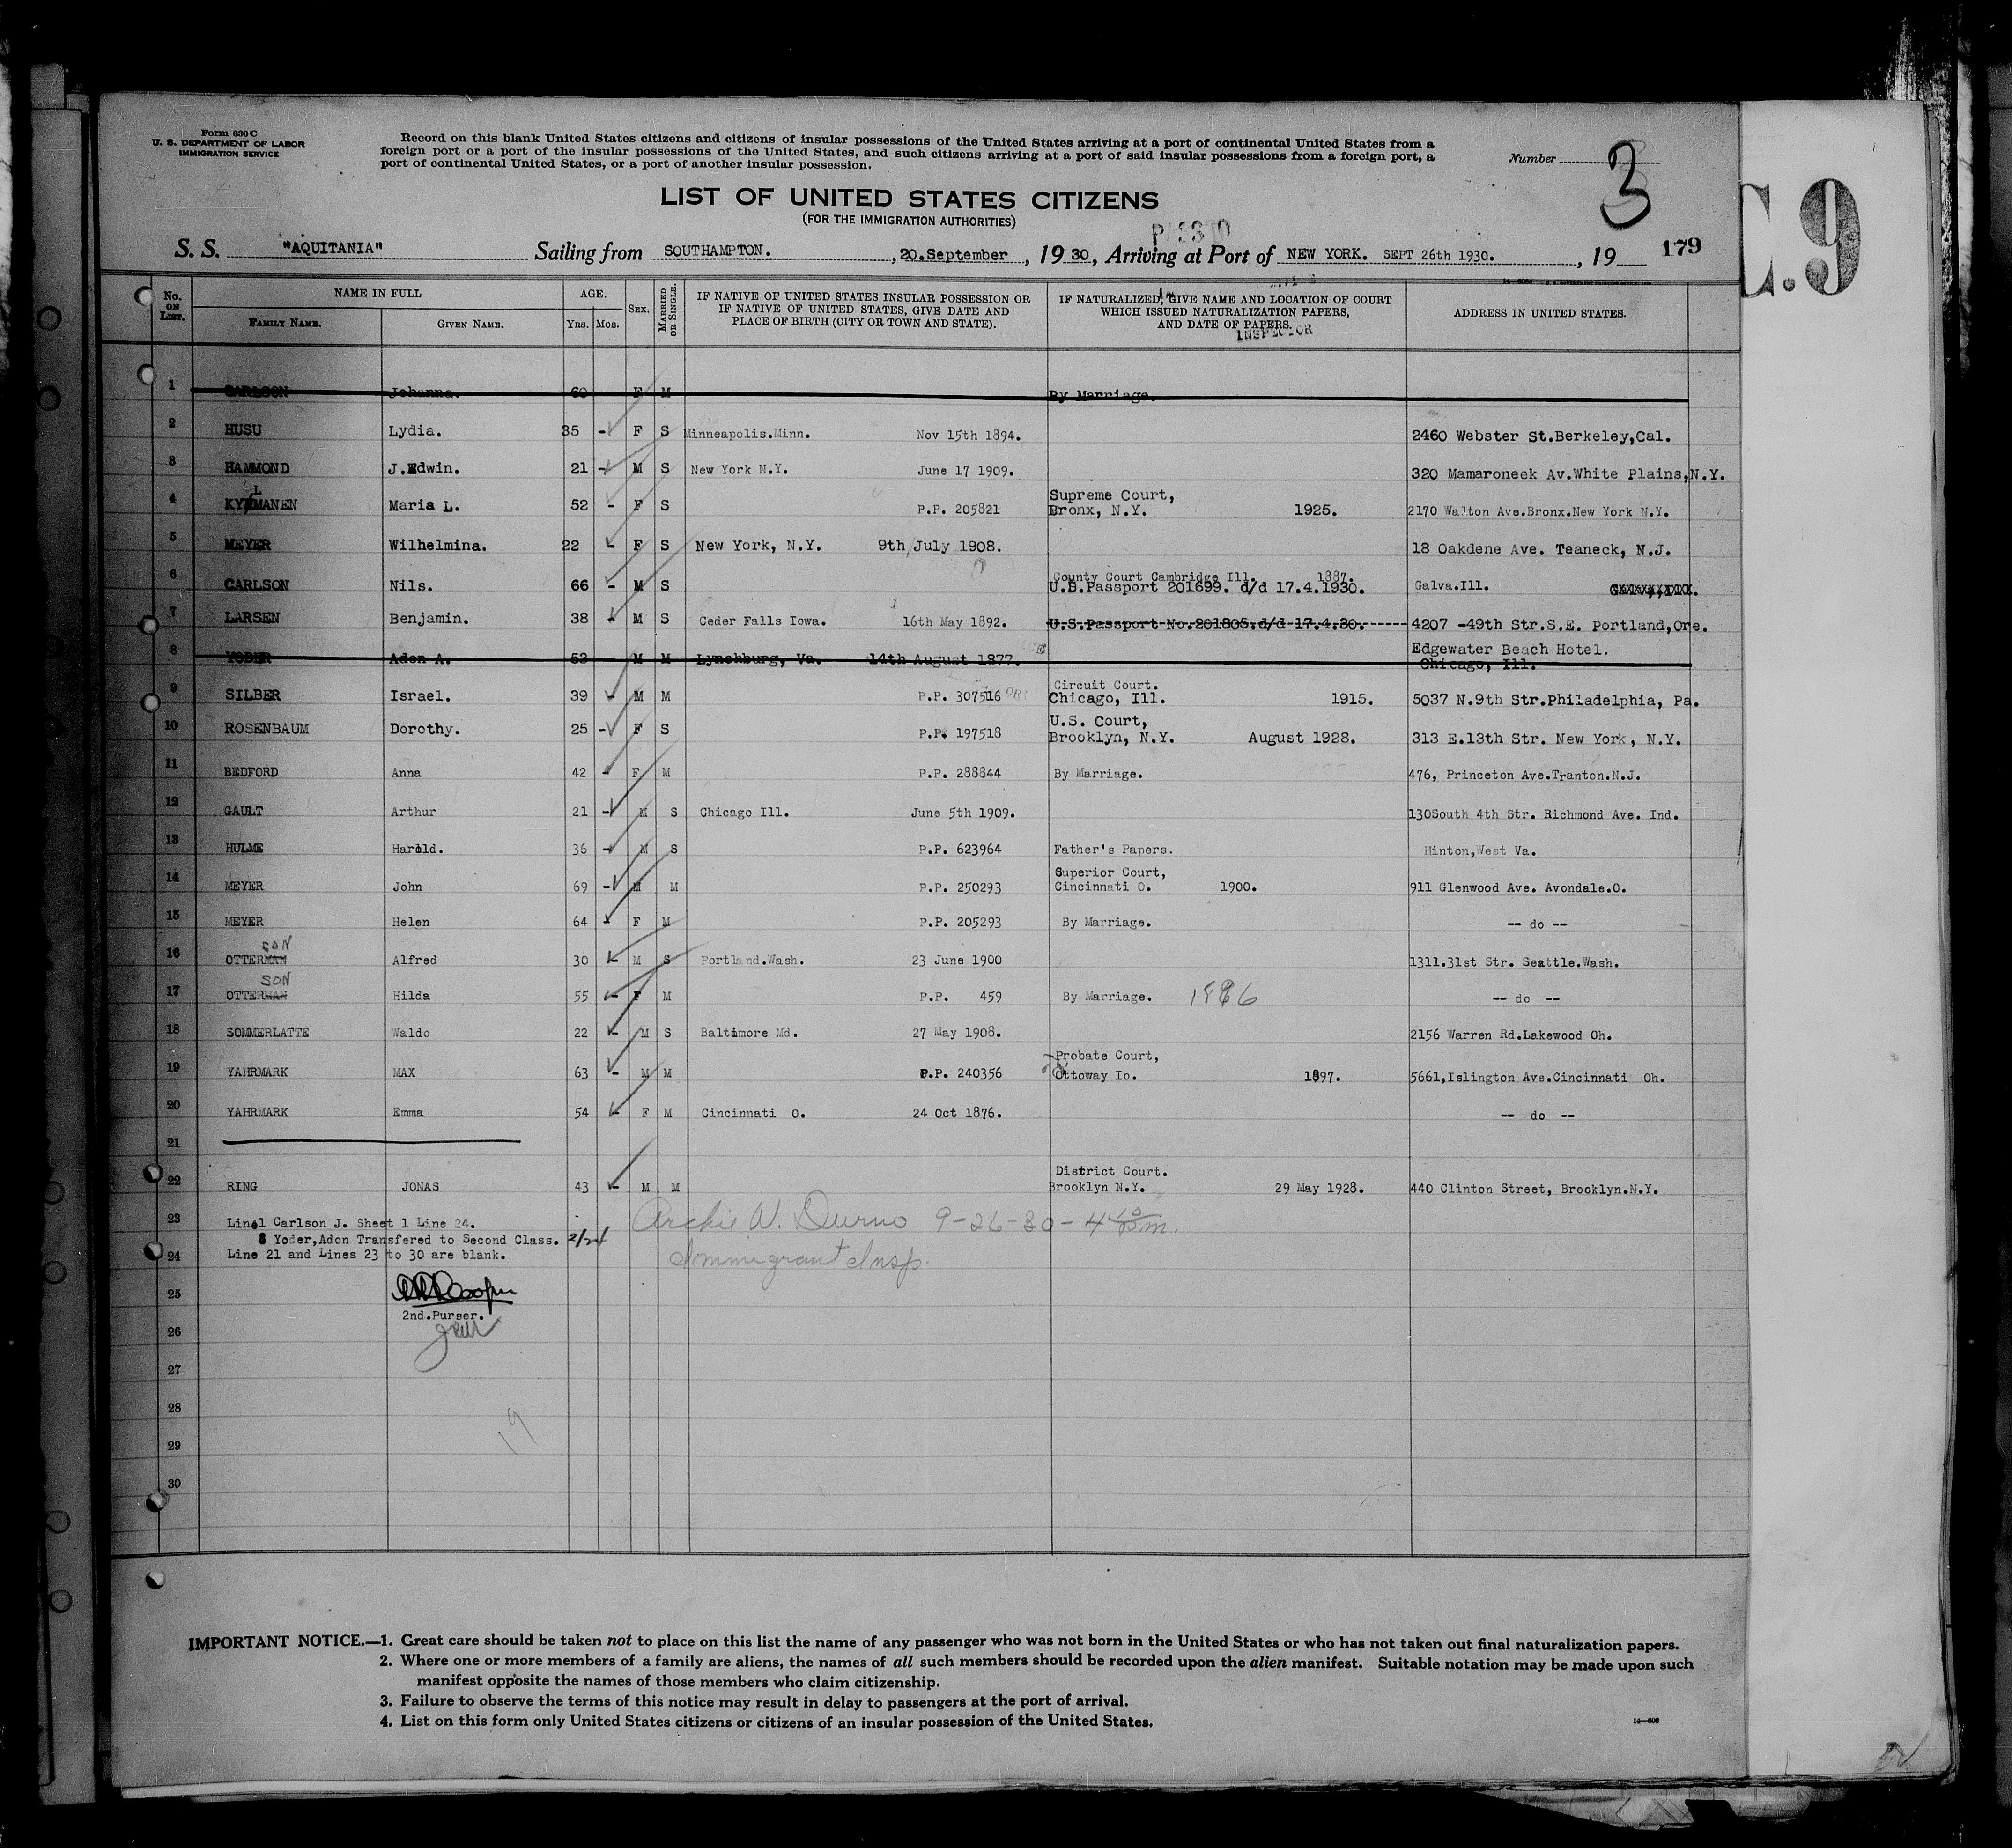 Form 630 C
U. S. DEPARTMENT OF LABOR
IMMIGRATION SERVICE
Record on this blank United States citizens and citizens of insular possessions of the United States arriving at a port of continental United States from a
foreign port or a port of the insular possessions of the United States, and such citizens arriving at a port of said insular possessions from a foreign port, a
port of continental United States, or a port of another insular possession.
Number 3
C.9
LIST OF UNITED STATES CITIZENS
(FOR THE IMMIGRATION AUTHORITIES)
PASSED
S. S. "AQUITANIA" Sailing from SOUTHAMPTON. , 20.September , 19 30, Arriving at Port of NEW YORK. SEPT 26th 1930. , 19 179
No. ON LIST. NAME IN FULL AGE. SEX. MARRIED OR SINGLE. IF NATIVE OF UNITED STATES INSULAR POSSESSION OR IF NATIVE OF UNITED STATES, GIVE DATE AND PLACE OF BIRTH (CITY OR TOWN AND STATE). IF NATURALIZED, GIVE NAME AND LOCATION OF COURT WHICH ISSUED NATURALIZATION PAPERS, AND DATE OF PAPERS. ADDRESS IN UNITED STATES.
FAMILY NAME. GIVEN NAME. YRS. MOS.
INSPECTOR
1 CARLSON Johanna. 60 F M By Marriage.
2 HUSU Lydia. 35 - F S Minneapolis.Minn. Nov 15th 1894. 2460 Webster St.Berkeley,Cal.
3 HAMMOND J.Edwin. 21 - M S New York N.Y. June 17 1909. 320 Mamaroneek Av.White Plains,N.Y.
4 KYLMANEN Maria L. 52 - F S P.P. 205821 Supreme Court, Bronx, N.Y. 1925. 2170 Walton Ave.Bronx.New York N.Y.
5 MEYER Wilhelmina. 22 - F S New York, N.Y. 9th July 1908. 18 Oakdene Ave. Teaneck, N.J.
6 CARLSON Nils. 66 - M S County Court Cambridge Ill. 1887. U.S.Passport 201699. d/d 17.4.1930. Galva.Ill.
7 LARSEN Benjamin. 38 - M S Ceder Falls Iowa. 16th May 1892. U.S.Passport No.201805.d/d 17.4.30. 4207 -49th Str.S.E. Portland,Ore.
8 YODER Adon A. 53 M M Lynchburg, Va. 14th August 1877. Edgewater Beach Hotel. Chicago, Ill.
9 SILBER Israel. 39 - M M P.P. 307516 Circuit Court. Chicago, Ill. 1915. 5037 N.9th Str.Philadelphia, Pa.
10 ROSENBAUM Dorothy. 25 - F S P.P. 197518 U.S. Court, Brooklyn, N.Y. August 1928. 313 E.13th Str. New York, N.Y.
11 BEDFORD Anna 42 - F M P.P. 288844 By Marriage. 476, Princeton Ave.Tranton.N.J.
12 GAULT Arthur 21 - M S Chicago Ill. June 5th 1909. 130South 4th Str. Richmond Ave. Ind.
13 HULME Harold. 36 - M S P.P. 623964 Father's Papers. Hinton,West Va.
14 MEYER John 69 - M M P.P. 250293 Superior Court, Cincinnati O. 1900. 911 Glenwood Ave. Avondale.O.
15 MEYER Helen 64 - F M P.P. 205293 By Marriage. -- do --
16 OTTERMAN SON Alfred 30 - M S Portland.Wash. 23 June 1900 1311.31st Str. Seattle.Wash.
17 OTTERMAN SON Hilda 55 - F M P.P. 459 By Marriage. -- do --
18 SOMMERLATTE Waldo 22 - M S Baltimore Md. 27 May 1908. 2156 Warren Rd.Lakewood Oh.
19 YAHRMARK MAX 63 - M M P.P. 240356 Probate Court, Ottoway Io. 1897. 5661,Islington Ave.Cincinnati Oh.
20 YAHRMARK Emma 54 - F M Cincinnati O. 24 Oct 1876. -- do --
21
22 RING JONAS 43 - M M District Court. Brooklyn N.Y. 29 May 1928. 440 Clinton Street, Brooklyn.N.Y.
23 Line1 Carlson J. Sheet 1 Line 24. Archie W. Durno 9-26-30-
8 Yoder,Adon Transfered to Second Class. 2/24
24 Line 21 and Lines 23 to 30 are blank. Immigrant Insp.
25
2nd.Purser.
26
27
28
19
29
30
IMPORTANT NOTICE.—1. Great care should be taken not to place on this list the name of any passenger who was not born in the United States or who has not taken out final naturalization papers.
2. Where one or more members of a family are aliens, the names of all such members should be recorded upon the alien manifest. Suitable notation may be made upon such
manifest opposite the names of those members who claim citizenship.
3. Failure to observe the terms of this notice may result in delay to passengers at the port of arrival.
4. List on this form only United States citizens or citizens of an insular possession of the United States.
14—608